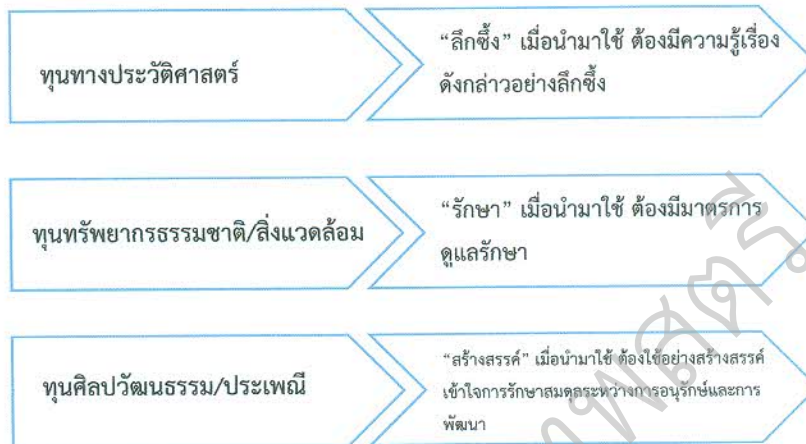 ทุนทางประวัติศาสตร์
“ลึกซึ้ง” เมื่อนำมาใช้ ต้องมีความรู้เรื่อง
ดังกล่าวอย่างลึกซึ้ง
ทุนทรัพยากรธรรมชาติ/สิ่งแวดล้อม
“รักษา” เมื่อนำมาใช้ ต้องมีมาตรการ
ดูแลรักษา
ทุนศิลปวัฒนธรรม/ประเพณี
“สร้างสรรค์” เมื่อนำมาใช้ ต้องใช้อย่างสร้างสรรค์
เข้าใจการรักษาสมดุลระหว่างการอนุรักษ์และการ
พัฒนา